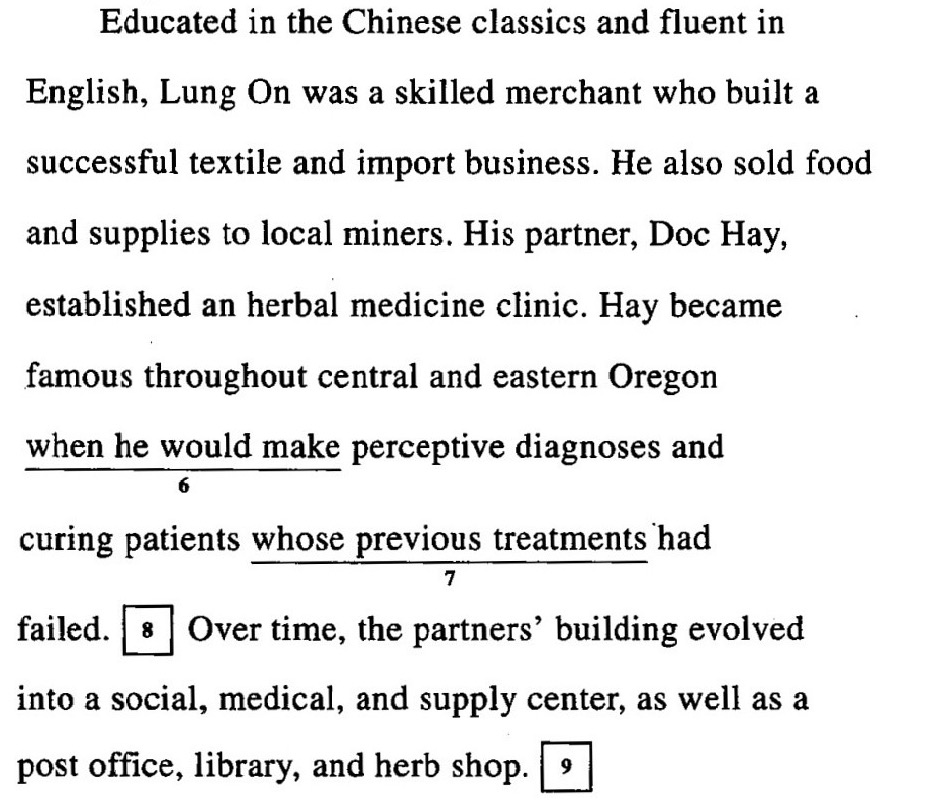 Educated in the Chinese classics and fluent in
English, Lung On was a skilled merchant who built a
successful textile and import business. He also sold food
and supplies to local miners. His partner, Doc Hay,
established an herbal medicine clinic. Hay became
famous throughout central and eastern Oregon
when he would make perceptive diagnoses and
6
curing patients whose previous treatments had
7
failed. 8 Over time, the partners’ building evolved
into a social, medical, and supply center, as well as a
post office, library, and herb shop. 9